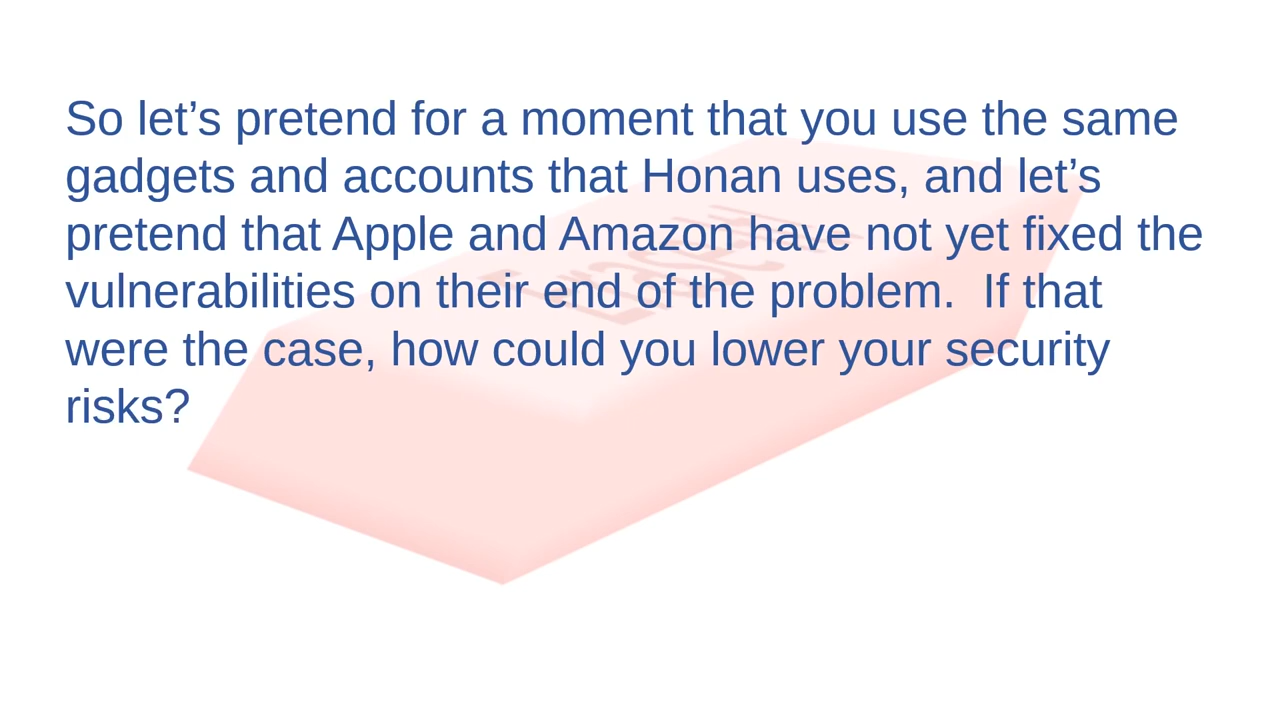 So let’s pretend for a moment that you use the same
gadgets and accounts that Honan uses, and let’s
pretend that Apple and Amazon have not yet fixed the
vulnerabilities on their end of the problem.  If that
were the case, how could you lower your security
risks?